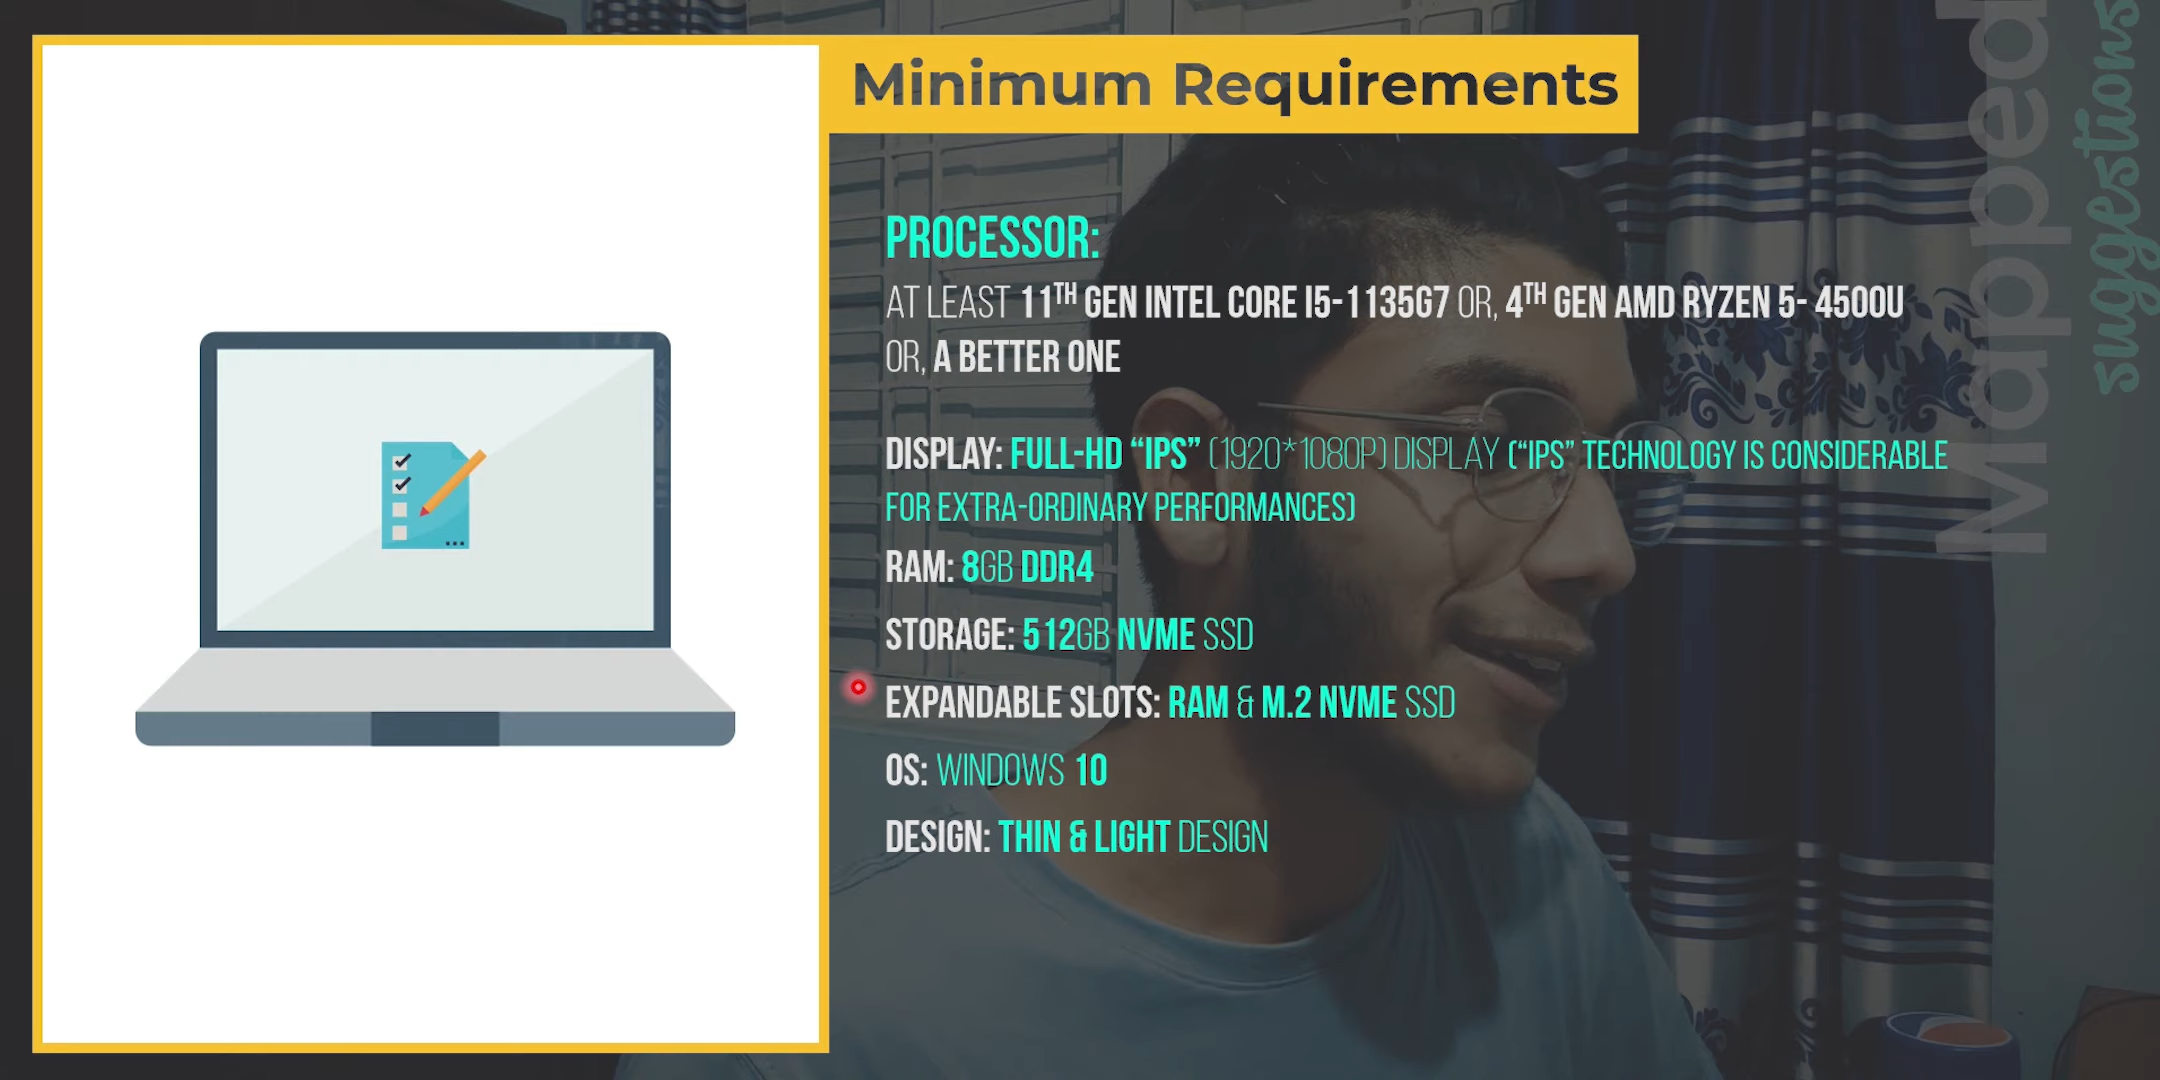 Minimum Requirements
PROCESSOR:
AT LEAST 11TH GEN INTEL CORE I5-1135G7 OR, 4TH GEN AMD RYZEN 5- 4500U
OR, A BETTER ONE
DISPLAY: FULL-HD “IPS” (1920*1080P) DISPLAY (“IPS” TECHNOLOGY IS CONSIDERABLE
FOR EXTRA-ORDINARY PERFORMANCES)
RAM: 8GB DDR4
STORAGE: 512GB NVME SSD
EXPANDABLE SLOTS: RAM & M.2 NVME SSD
OS: WINDOWS 10
DESIGN: THIN & LIGHT DESIGN
Mapped
suggestions